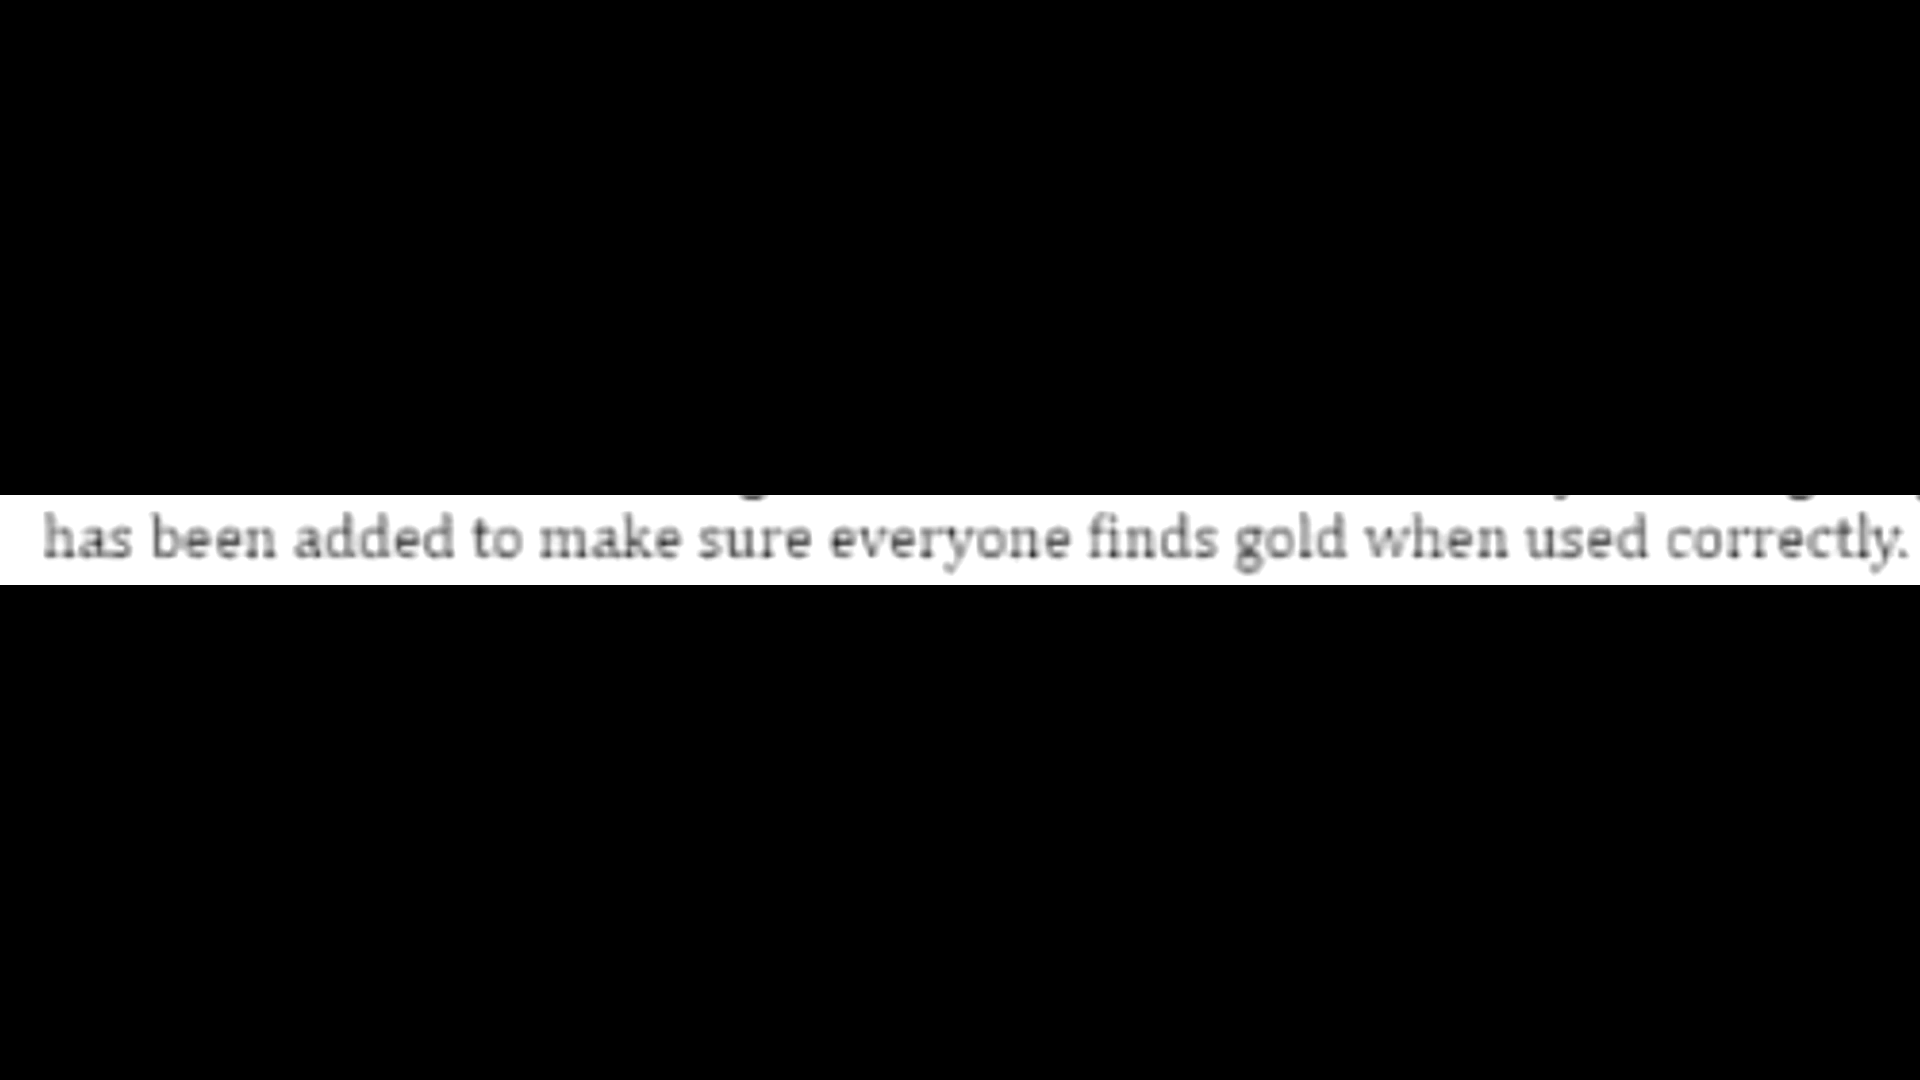 has been added to make sure everyone finds gold when used correctly.